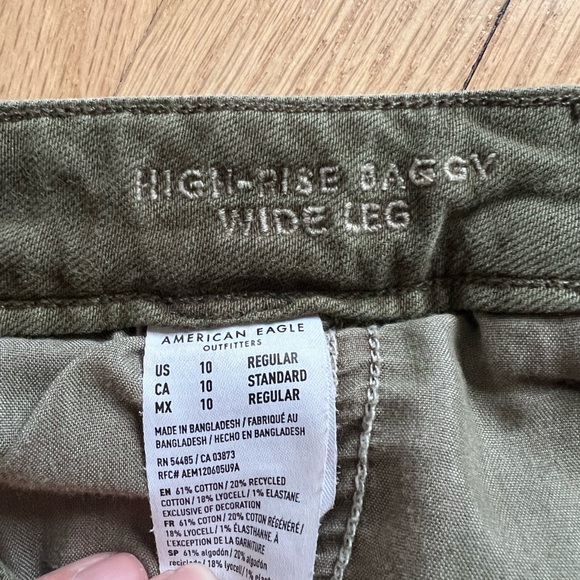 HIGH-RISE BAGGY
WIDE LEG
AMERICAN EAGLE
OUTFITTERS
US 10 REGULAR
CA 10 STANDARD
MX 10 REGULAR
MADE IN BANGLADESH / FABRIQUÉ AU
BANGLADESH / HECHO EN BANGLADESH
RN 54485 / CA 03873
RFC# AEM120605U9A
EN 61% COTTON / 20% RECYCLED
COTTON / 18% LYOCELL / 1% ELASTANE.
EXCLUSIVE OF DECORATION
FR 61% COTON / 20% COTON RÉGÉNÉRÉ /
18% LYOCELL / 1% ÉLASTHANNE. À
L'EXCEPTION DE LA GARNITURE
SP 61% algodón / 20% algodón
reciclado / 18%